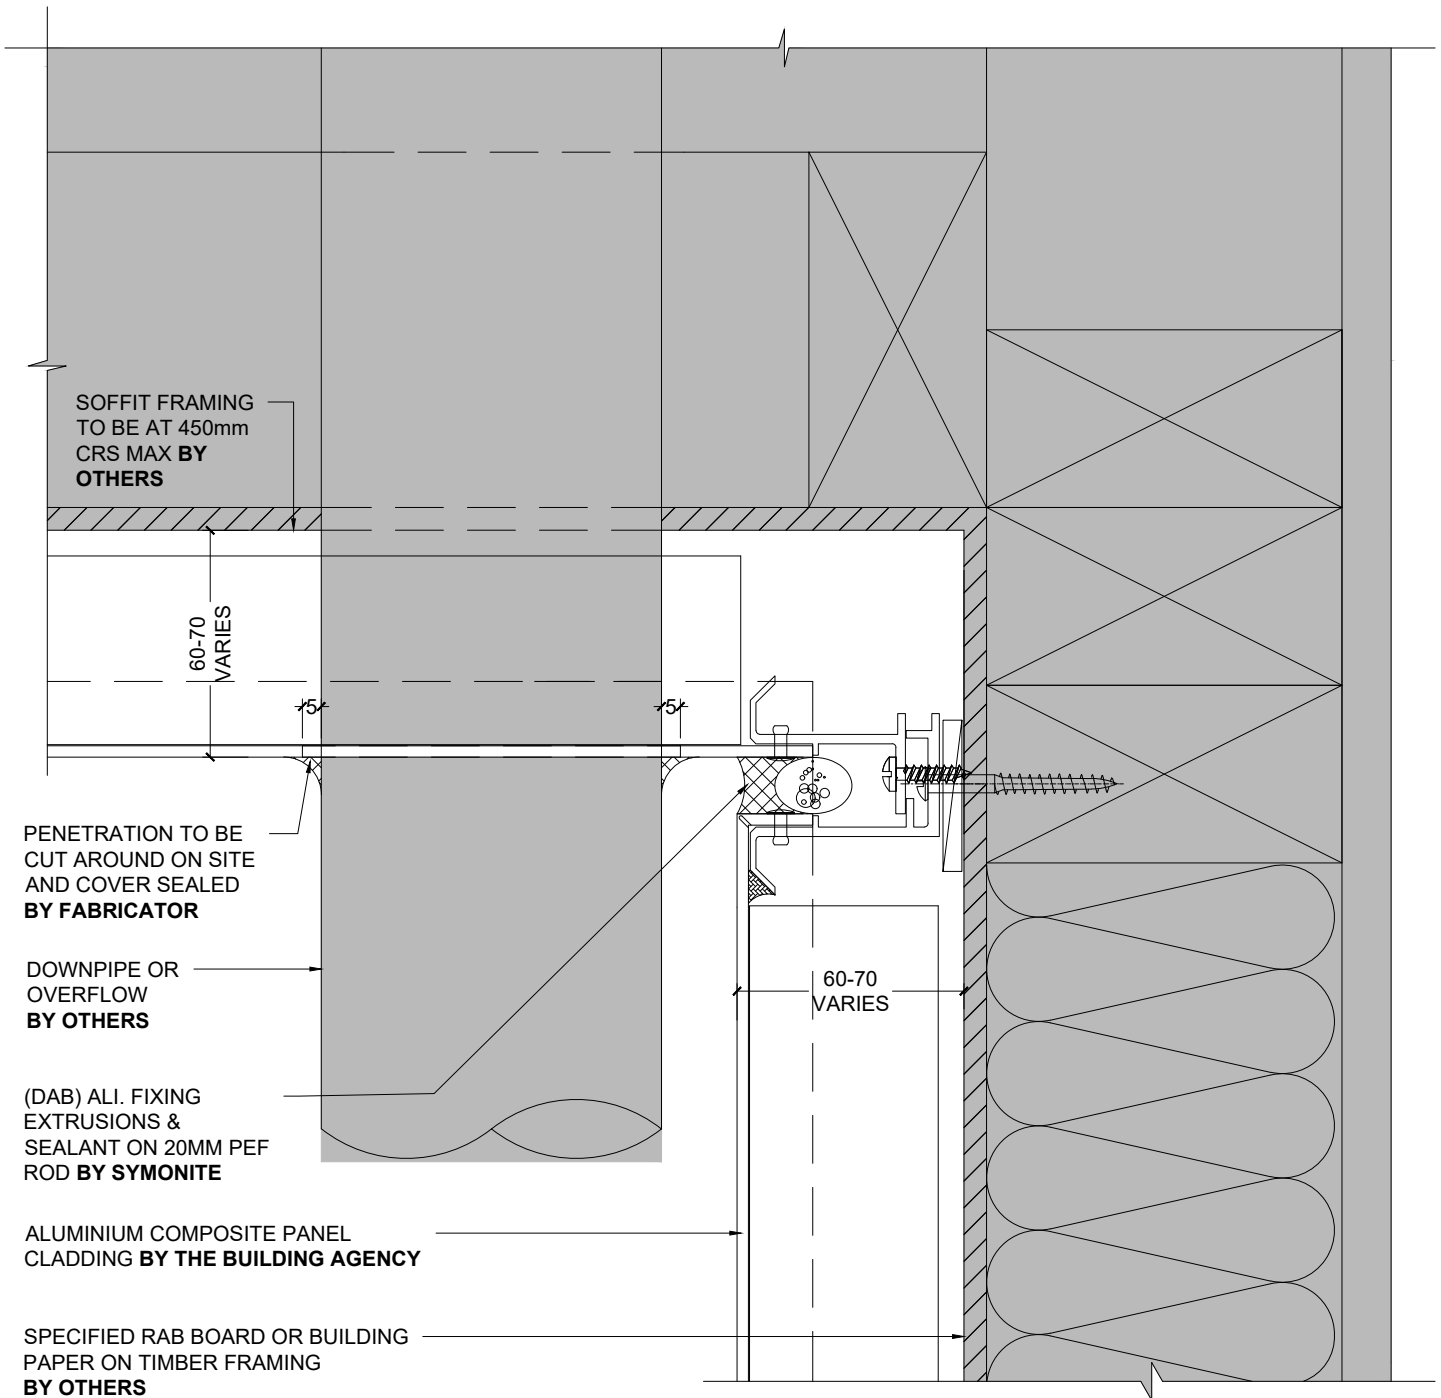 SOFFIT FRAMING
TO BE AT 450mm
CRS MAX BY
OTHERS
60-70
VARIES
5
5
PENETRATION TO BE
CUT AROUND ON SITE
AND COVER SEALED
BY FABRICATOR
DOWNPIPE OR
OVERFLOW
BY OTHERS
60-70
VARIES
(DAB) ALI. FIXING
EXTRUSIONS &
SEALANT ON 20MM PEF
ROD BY SYMONITE
ALUMINIUM COMPOSITE PANEL
CLADDING BY THE BUILDING AGENCY
SPECIFIED RAB BOARD OR BUILDING
PAPER ON TIMBER FRAMING
BY OTHERS